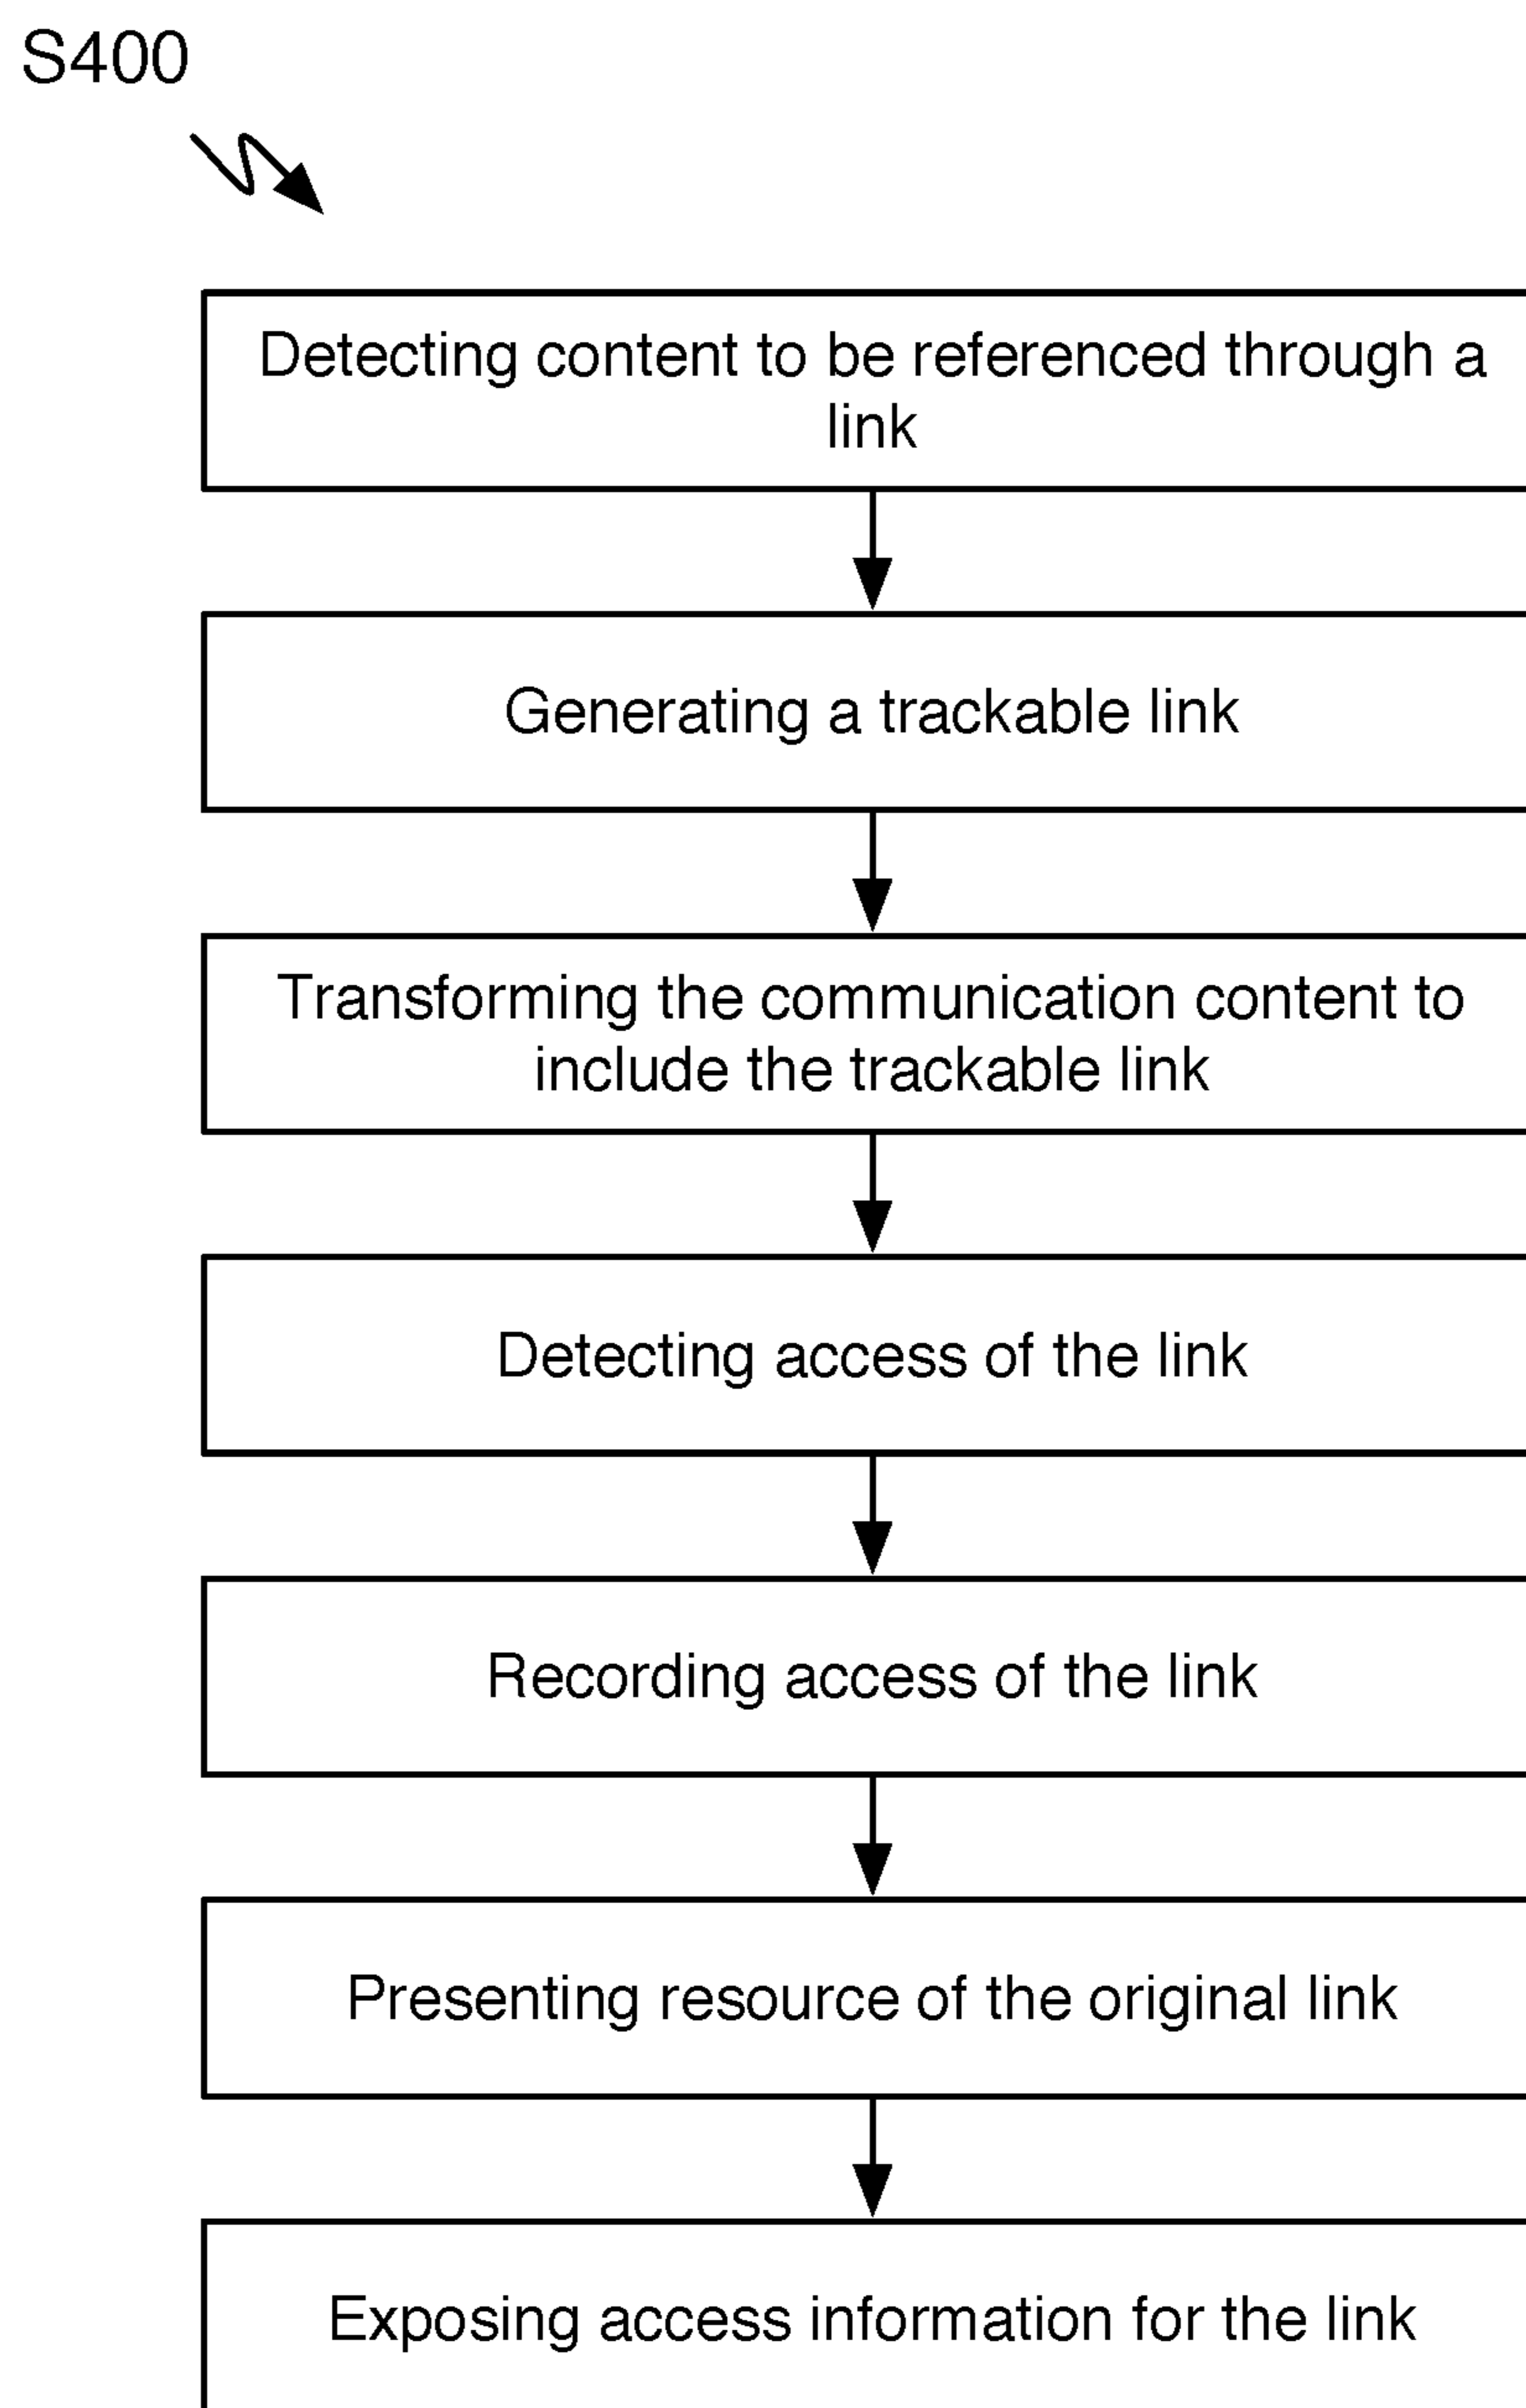 S400
Detecting content to be referenced through a
link
Generating a trackable link
Transforming the communication content to
include the trackable link
Detecting access of the link
Recording access of the link
Presenting resource of the original link
Exposing access information for the link